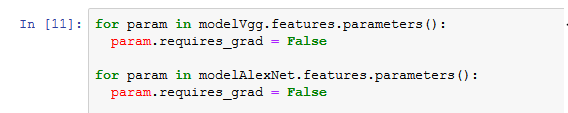 In [11]: for param in modelVgg.features.parameters():
  param.requires_grad = False

for param in modelAlexNet.features.parameters():
  param.requires_grad = False